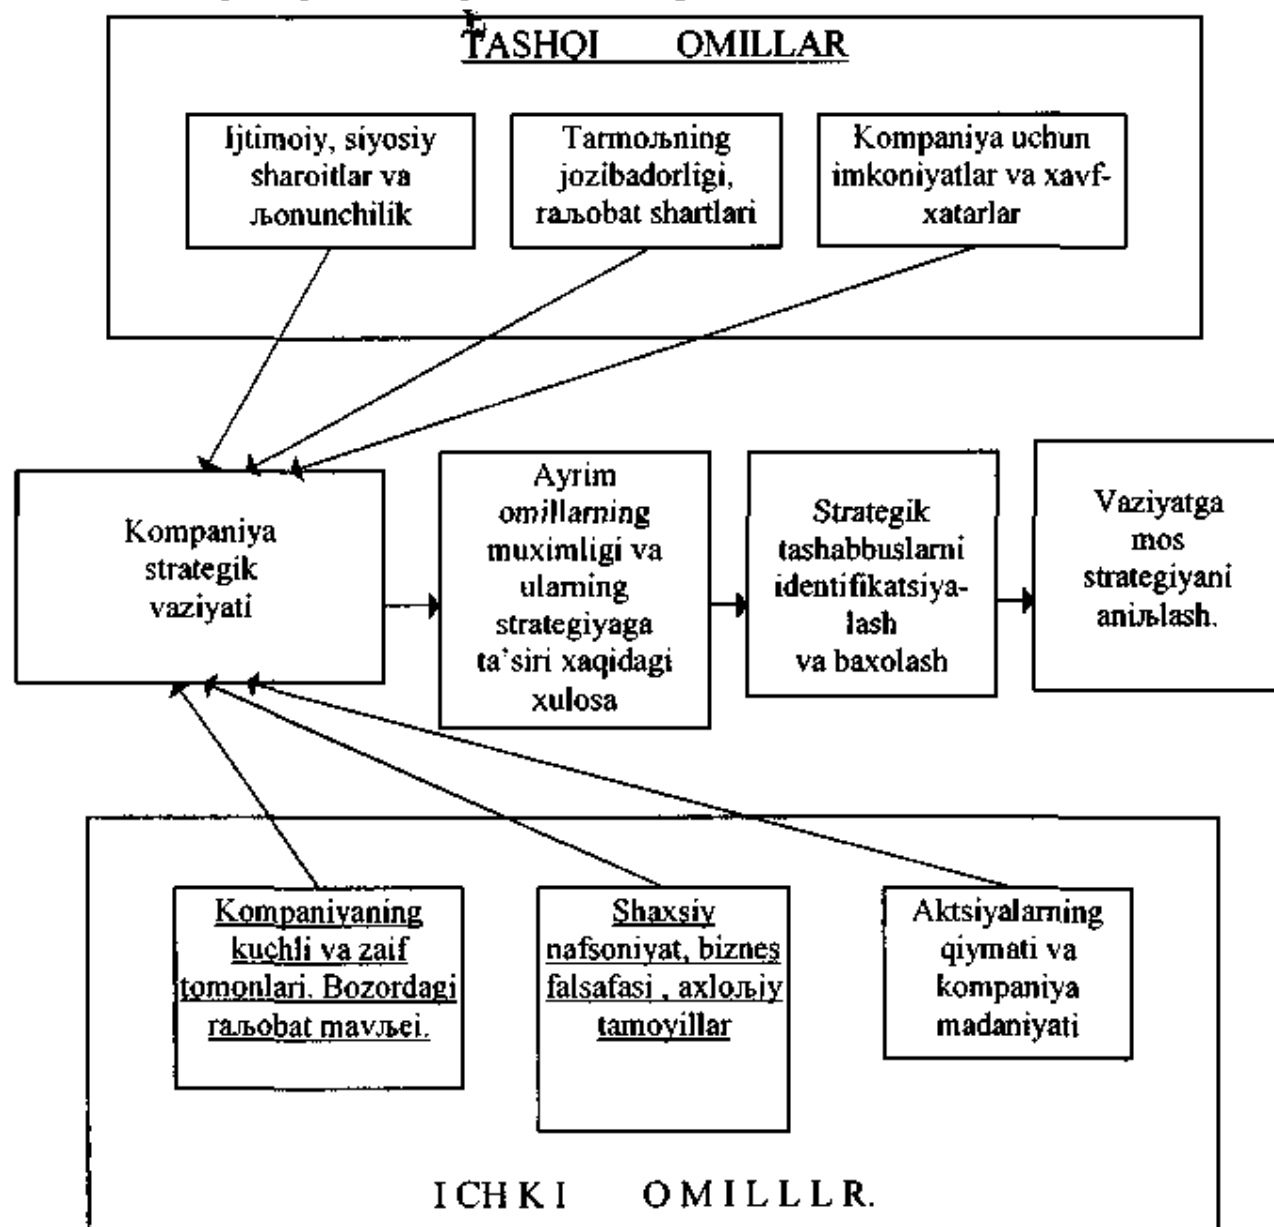 TASHQI OMILLAR
Ijtimoiy, siyosiy
sharoitlar va
љonunchilik
Tarmoљning
jozibadorligi,
raљobat shartlari
Kompaniya uchun
imkoniyatlar va xavf-
xatarlar
Kompaniya
strategik
vaziyati
Ayrim
omillarning
muximligi va
ularning
strategiyaga
ta'siri xaqidagi
xulosa
Strategik
tashabbuslarni
identifikatsiya-
lash
va baxolash
Vaziyatga
mos
strategiyani
aniљlash.
Kompaniyaning
kuchli va zaif
tomonlari. Bozordagi
raљobat mavљei.
Shaxsiy
nafsoniyat, biznes
falsafasi , axloљiy
tamoyillar
Aktsiyalarning
qiymati va
kompaniya
madaniyati
I CH K I O M I L L L R.